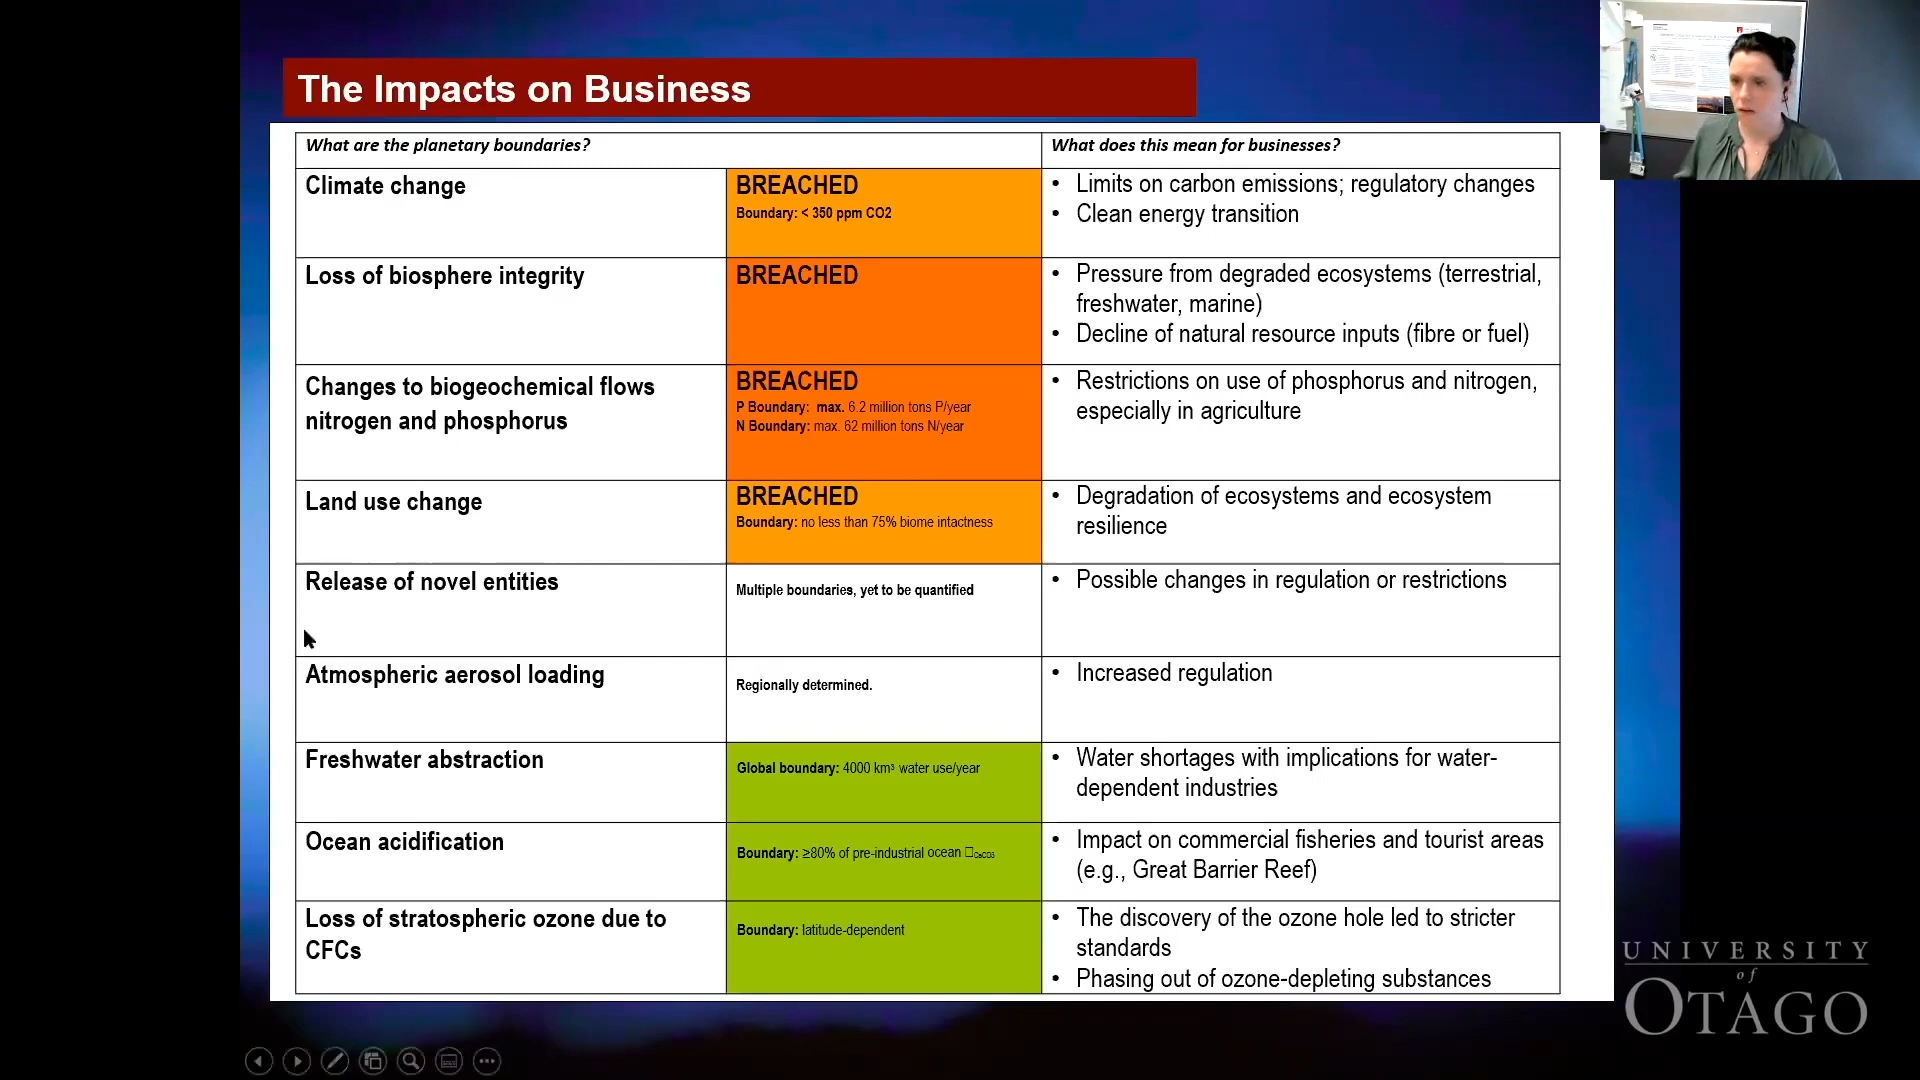 The Impacts on Business
What are the planetary boundaries?
What does this mean for businesses?
Climate change
BREACHED
Boundary: < 350 ppm CO2
• Limits on carbon emissions; regulatory changes
• Clean energy transition
Loss of biosphere integrity
BREACHED
• Pressure from degraded ecosystems (terrestrial,
freshwater, marine)
• Decline of natural resource inputs (fibre or fuel)
Changes to biogeochemical flows
nitrogen and phosphorus
BREACHED
P Boundary: max. 6.2 million tons P/year
N Boundary: max. 62 million tons N/year
• Restrictions on use of phosphorus and nitrogen,
especially in agriculture
Land use change
BREACHED
Boundary: no less than 75% biome intactness
• Degradation of ecosystems and ecosystem
resilience
Release of novel entities
Multiple boundaries, yet to be quantified
• Possible changes in regulation or restrictions
Atmospheric aerosol loading
Regionally determined.
• Increased regulation
Freshwater abstraction
Global boundary: 4000 km³ water use/year
• Water shortages with implications for water-
dependent industries
Ocean acidification
Boundary: ≥80% of pre-industrial ocean □CaCO3
• Impact on commercial fisheries and tourist areas
(e.g., Great Barrier Reef)
Loss of stratospheric ozone due to
CFCs
Boundary: latitude-dependent
• The discovery of the ozone hole led to stricter
standards
• Phasing out of ozone-depleting substances
UNIVERSITY
of
OTAGO